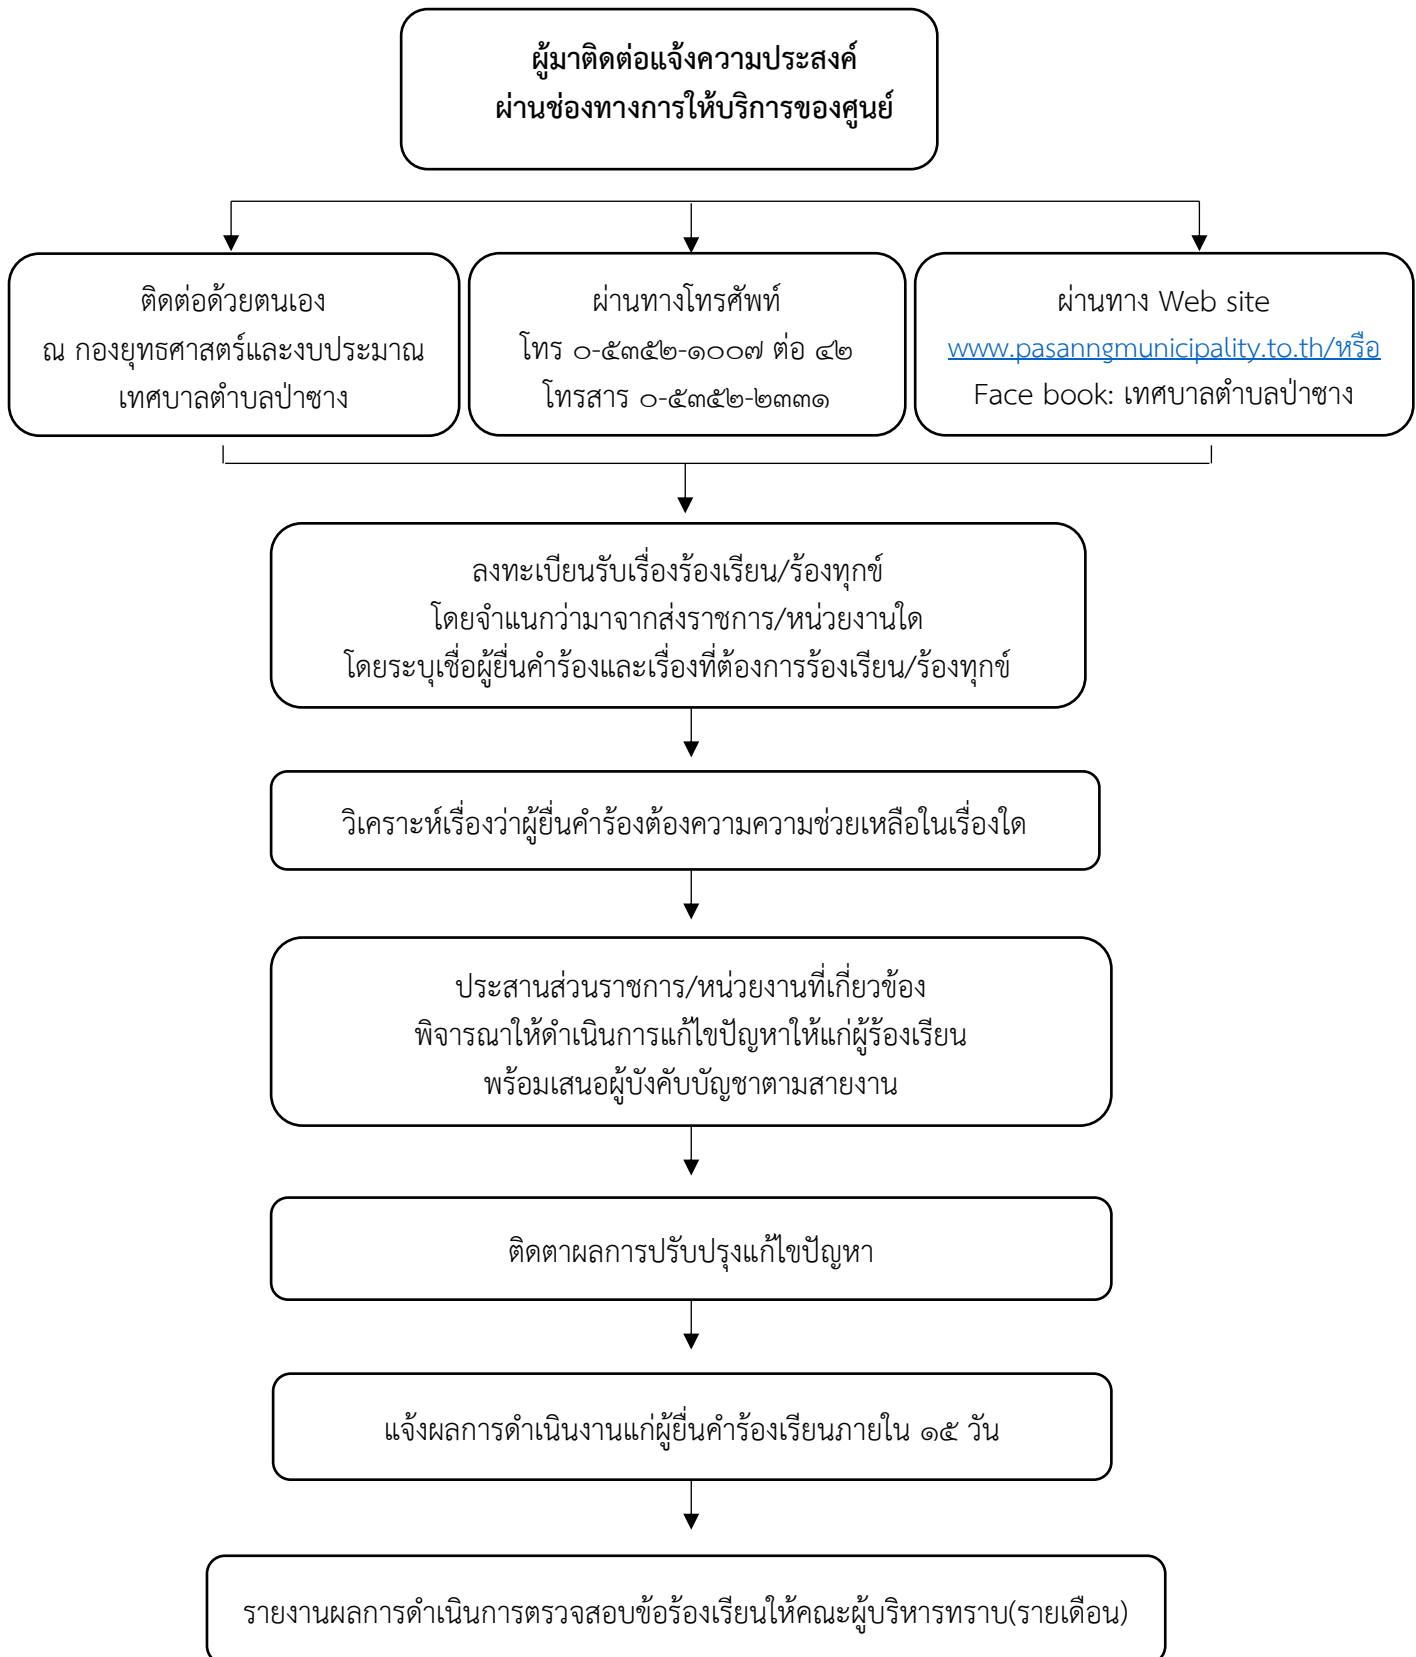 ผู้มาติดต่อแจ้งความประสงค์
ผ่านช่องทางการให้บริการของศูนย์
ติดต่อด้วยตนเอง
ณ กองยุทธศาสตร์และงบประมาณ
เทศบาลตำบลป่าซาง
ผ่านทางโทรศัพท์
โทร ๐-๕๓๕๒-๑๐๐๗ ต่อ ๔๒
โทรสาร ๐-๕๓๕๒-๒๓๓๑
ผ่านทาง Web site
www.pasanngmunicipality.to.th/หรือ
Face book: เทศบาลตำบลป่าซาง
ลงทะเบียนรับเรื่องร้องเรียน/ร้องทุกข์
โดยจำแนกว่ามาจากส่งราชการ/หน่วยงานใด
โดยระบุเชื่อผู้ยื่นคำร้องและเรื่องที่ต้องการร้องเรียน/ร้องทุกข์
วิเคราะห์เรื่องว่าผู้ยื่นคำร้องต้องความความช่วยเหลือในเรื่องใด
ประสานส่วนราชการ/หน่วยงานที่เกี่ยวข้อง
พิจารณาให้ดำเนินการแก้ไขปัญหาให้แก่ผู้ร้องเรียน
พร้อมเสนอผู้บังคับบัญชาตามสายงาน
ติดตาผลการปรับปรุงแก้ไขปัญหา
แจ้งผลการดำเนินงานแก่ผู้ยื่นคำร้องเรียนภายใน ๑๕ วัน
รายงานผลการดำเนินการตรวจสอบข้อร้องเรียนให้คณะผู้บริหารทราบ(รายเดือน)